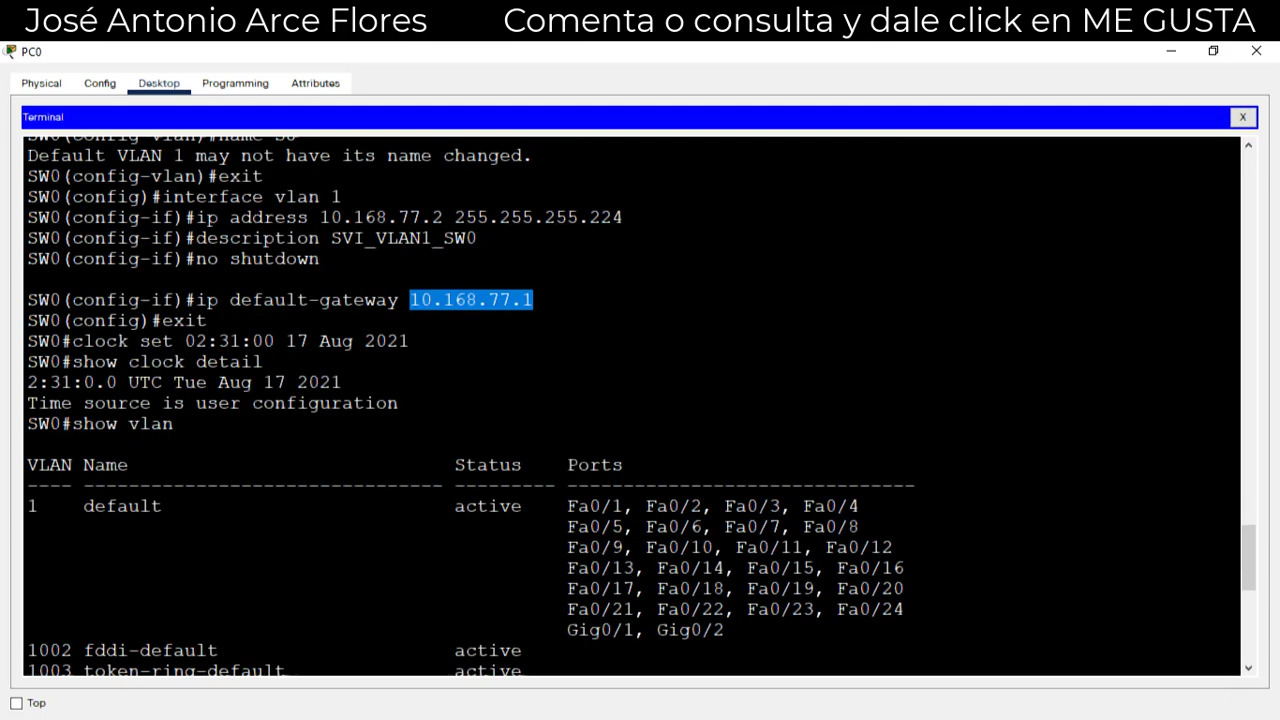 José Antonio Arce Flores Comenta o consulta y dale click en ME GUSTA
PC0
Physical Config Desktop Programming Attributes
Terminal X
SW0(config-vlan)#name S0
Default VLAN 1 may not have its name changed.
SW0(config-vlan)#exit
SW0(config)#interface vlan 1
SW0(config-if)#ip address 10.168.77.2 255.255.255.224
SW0(config-if)#description SVI_VLAN1_SW0
SW0(config-if)#no shutdown
SW0(config-if)#ip default-gateway 10.168.77.1
SW0(config)#exit
SW0#clock set 02:31:00 17 Aug 2021
SW0#show clock detail
2:31:0.0 UTC Tue Aug 17 2021
Time source is user configuration
SW0#show vlan
VLAN Name Status Ports
---- -------------------------------- --------- -------------------------------
1 default active Fa0/1, Fa0/2, Fa0/3, Fa0/4
Fa0/5, Fa0/6, Fa0/7, Fa0/8
Fa0/9, Fa0/10, Fa0/11, Fa0/12
Fa0/13, Fa0/14, Fa0/15, Fa0/16
Fa0/17, Fa0/18, Fa0/19, Fa0/20
Fa0/21, Fa0/22, Fa0/23, Fa0/24
Gig0/1, Gig0/2
1002 fddi-default active
1003 token-ring-default active
Top